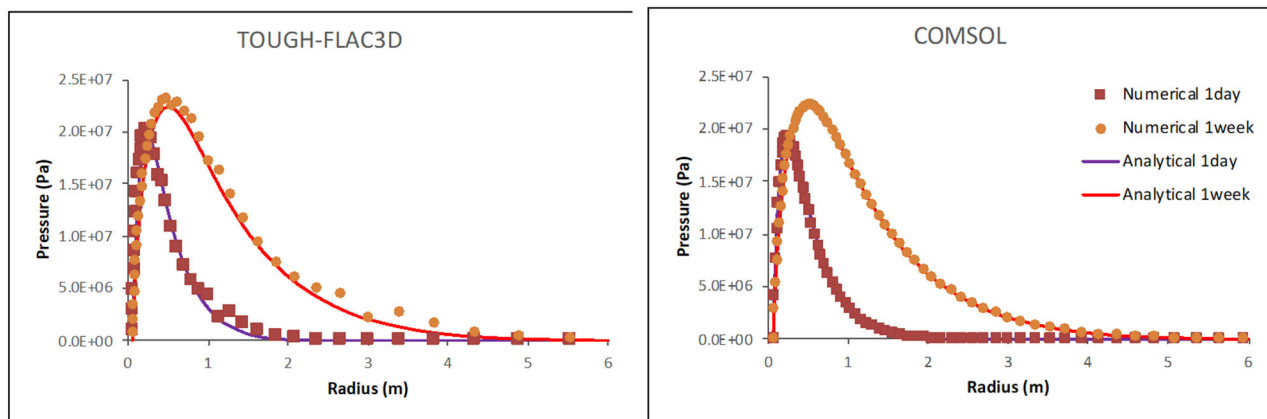 TOUGH-FLAC3D
2.5E+07
2.0E+07
1.5E+07
1.0E+07
5.0E+06
0.0E+00
Pressure (Pa)
0 1 2 3 4 5 6
Radius (m)
COMSOL
2.5E+07
2.0E+07
1.5E+07
1.0E+07
5.0E+06
0.0E+00
Pressure (Pa)
0 1 2 3 4 5 6
Radius (m)
Numerical 1day
Numerical 1week
Analytical 1day
Analytical 1week